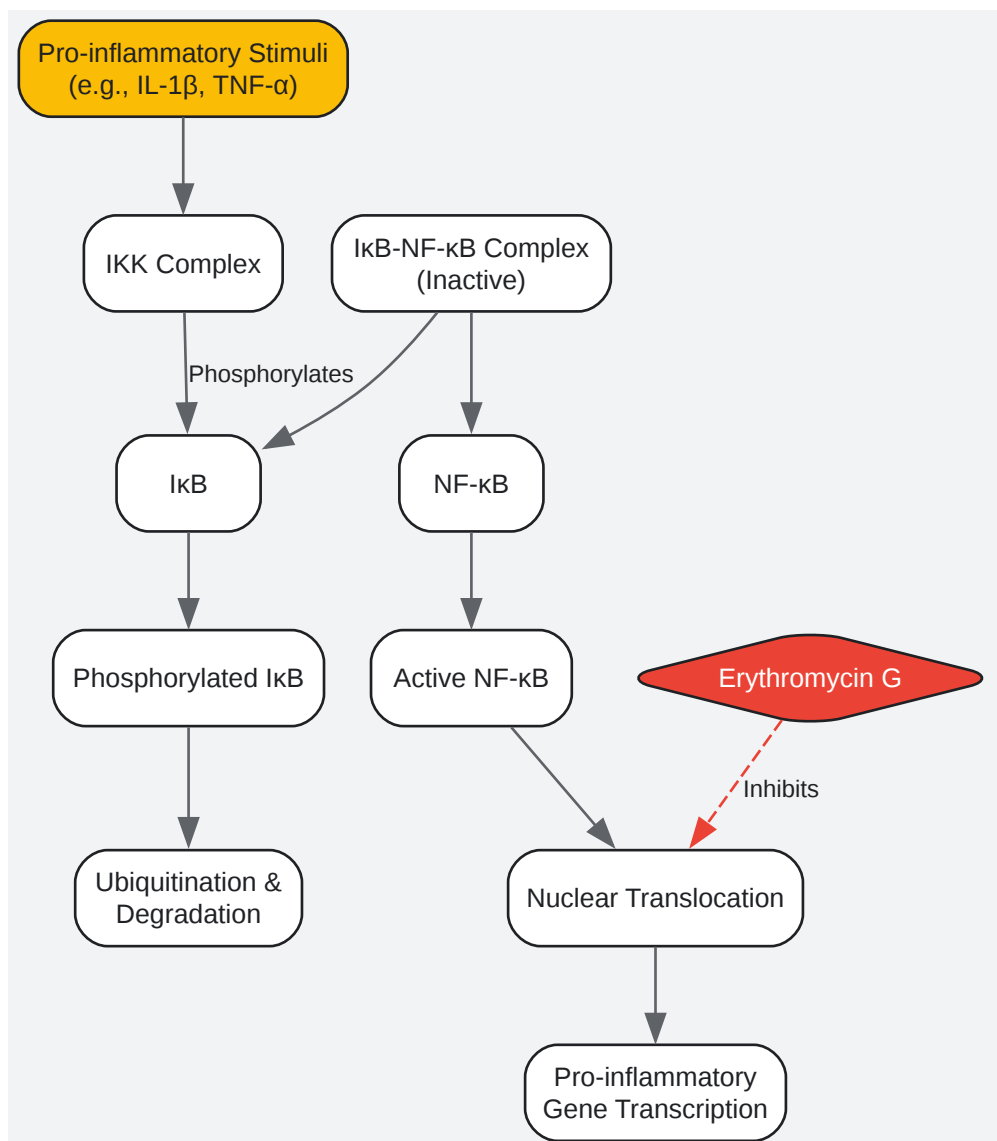 Pro-inflammatory Stimuli
(e.g., IL-1β, TNF-α)
IKK Complex
IκB-NF-κB Complex
(Inactive)
Phosphorylates
IκB
NF-κB
Phosphorylated IκB
Active NF-κB
Erythromycin G
Inhibits
Ubiquitination &
Degradation
Nuclear Translocation
Pro-inflammatory
Gene Transcription